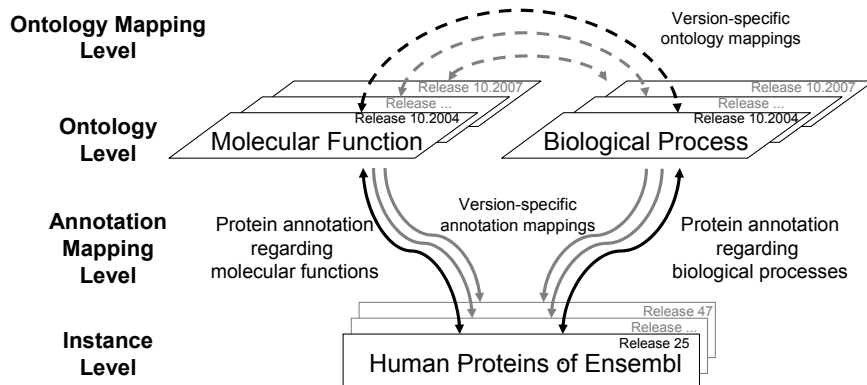 Ontology Mapping
Level
Version-specific
ontology mappings
Release 10.2007
Release ...
Release 10.2004
Molecular Function
Release 10.2007
Release ...
Release 10.2004
Biological Process
Ontology
Level
Annotation
Mapping
Level
Protein annotation
regarding
molecular functions
Version-specific
annotation mappings
Protein annotation
regarding
biological processes
Instance
Level
Release 47
Release ...
Release 25
Human Proteins of Ensembl